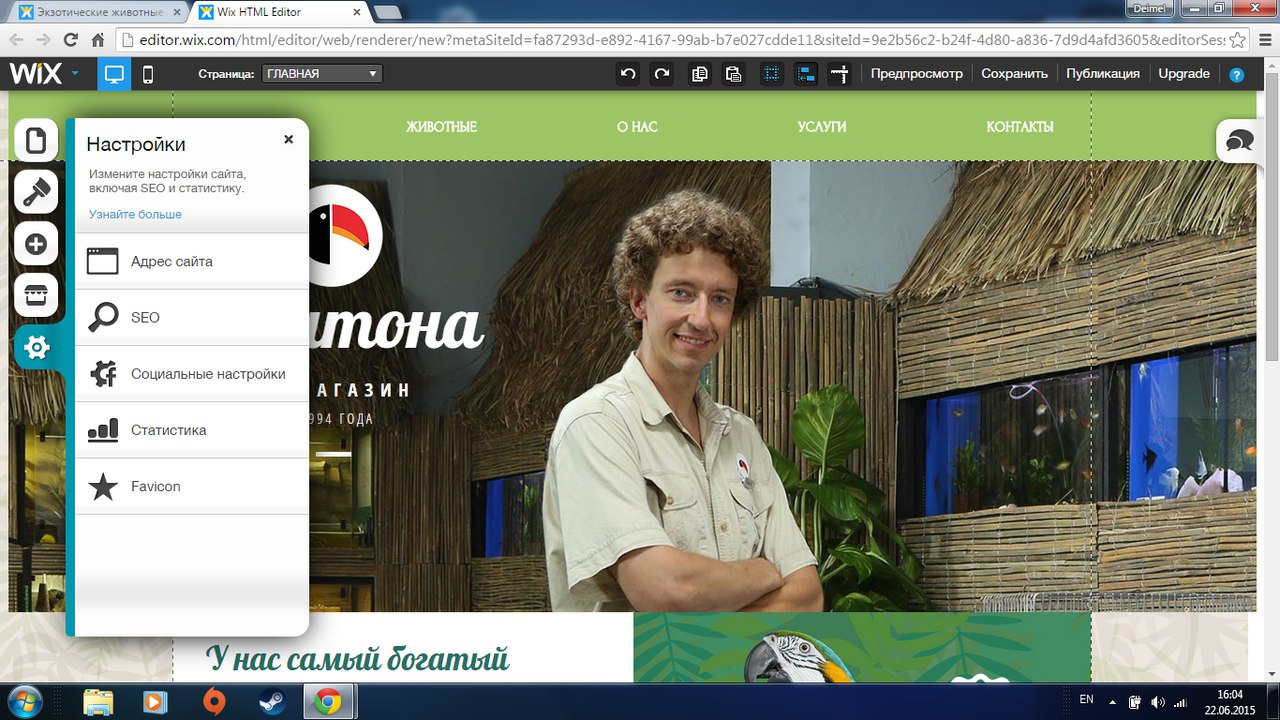 Экзотические животные
Wix HTML Editor
Deimei
editor.wix.com/html/editor/web/renderer/new?metaSiteId=fa87293d-e892-4167-99ab-b7e027cdde11&siteId=9e2b56c2-b24f-4d80-a836-7d9d4afd3605&editorSess
WiX
Страница:
ГЛАВНАЯ
Предпросмотр
Сохранить
Публикация
Upgrade
?
ЖИВОТНЫЕ
О НАС
УСЛУГИ
КОНТАКТЫ
Настройки
Измените настройки сайта,
включая SEO и статистику.
Узнайте больше
Адрес сайта
SEO
Социальные настройки
Статистика
Favicon
итона
АГАЗИН
994 ГОДА
У нас самый богатый
EN
16:04
22.06.2015